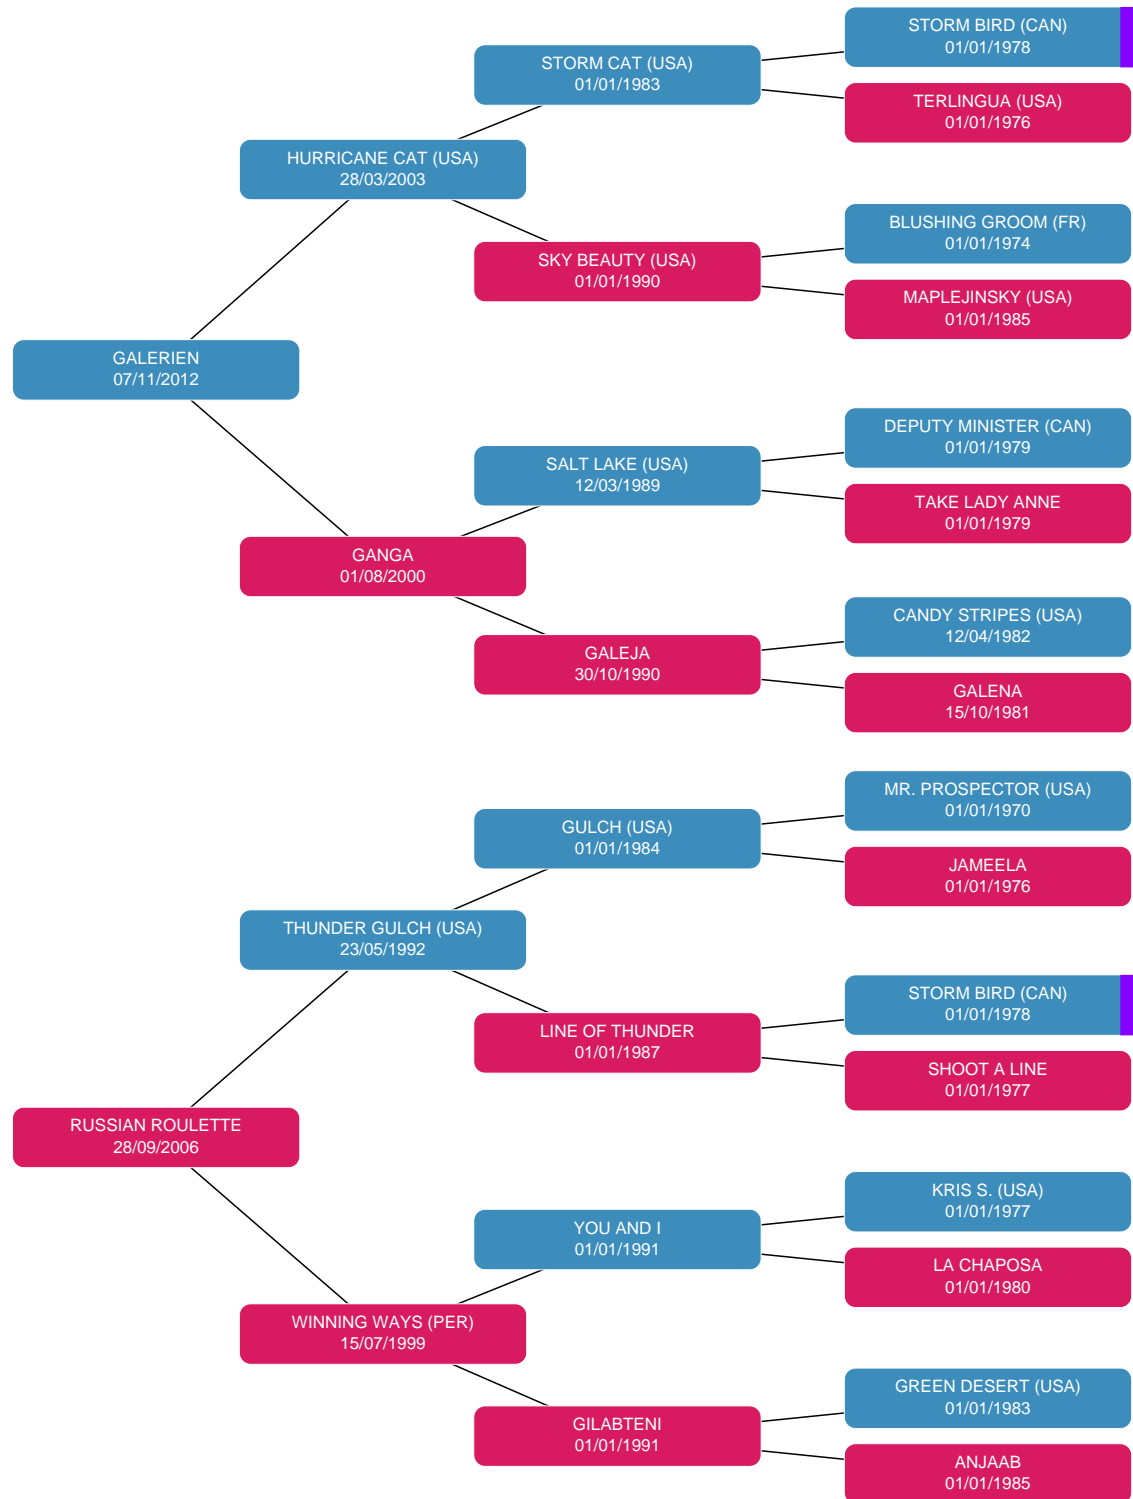 STORM BIRD (CAN)
01/01/1978
STORM CAT (USA)
01/01/1983
TERLINGUA (USA)
01/01/1976
HURRICANE CAT (USA)
28/03/2003
BLUSHING GROOM (FR)
01/01/1974
SKY BEAUTY (USA)
01/01/1990
MAPLEJINSKY (USA)
01/01/1985
GALERIEN
07/11/2012
DEPUTY MINISTER (CAN)
01/01/1979
SALT LAKE (USA)
12/03/1989
TAKE LADY ANNE
01/01/1979
GANGA
01/08/2000
CANDY STRIPES (USA)
12/04/1982
GALEJA
30/10/1990
GALENA
15/10/1981
MR. PROSPECTOR (USA)
01/01/1970
GULCH (USA)
01/01/1984
JAMEELA
01/01/1976
THUNDER GULCH (USA)
23/05/1992
STORM BIRD (CAN)
01/01/1978
LINE OF THUNDER
01/01/1987
SHOOT A LINE
01/01/1977
RUSSIAN ROULETTE
28/09/2006
KRIS S. (USA)
01/01/1977
YOU AND I
01/01/1991
LA CHAPOSA
01/01/1980
WINNING WAYS (PER)
15/07/1999
GREEN DESERT (USA)
01/01/1983
GILABTENI
01/01/1991
ANJAAB
01/01/1985